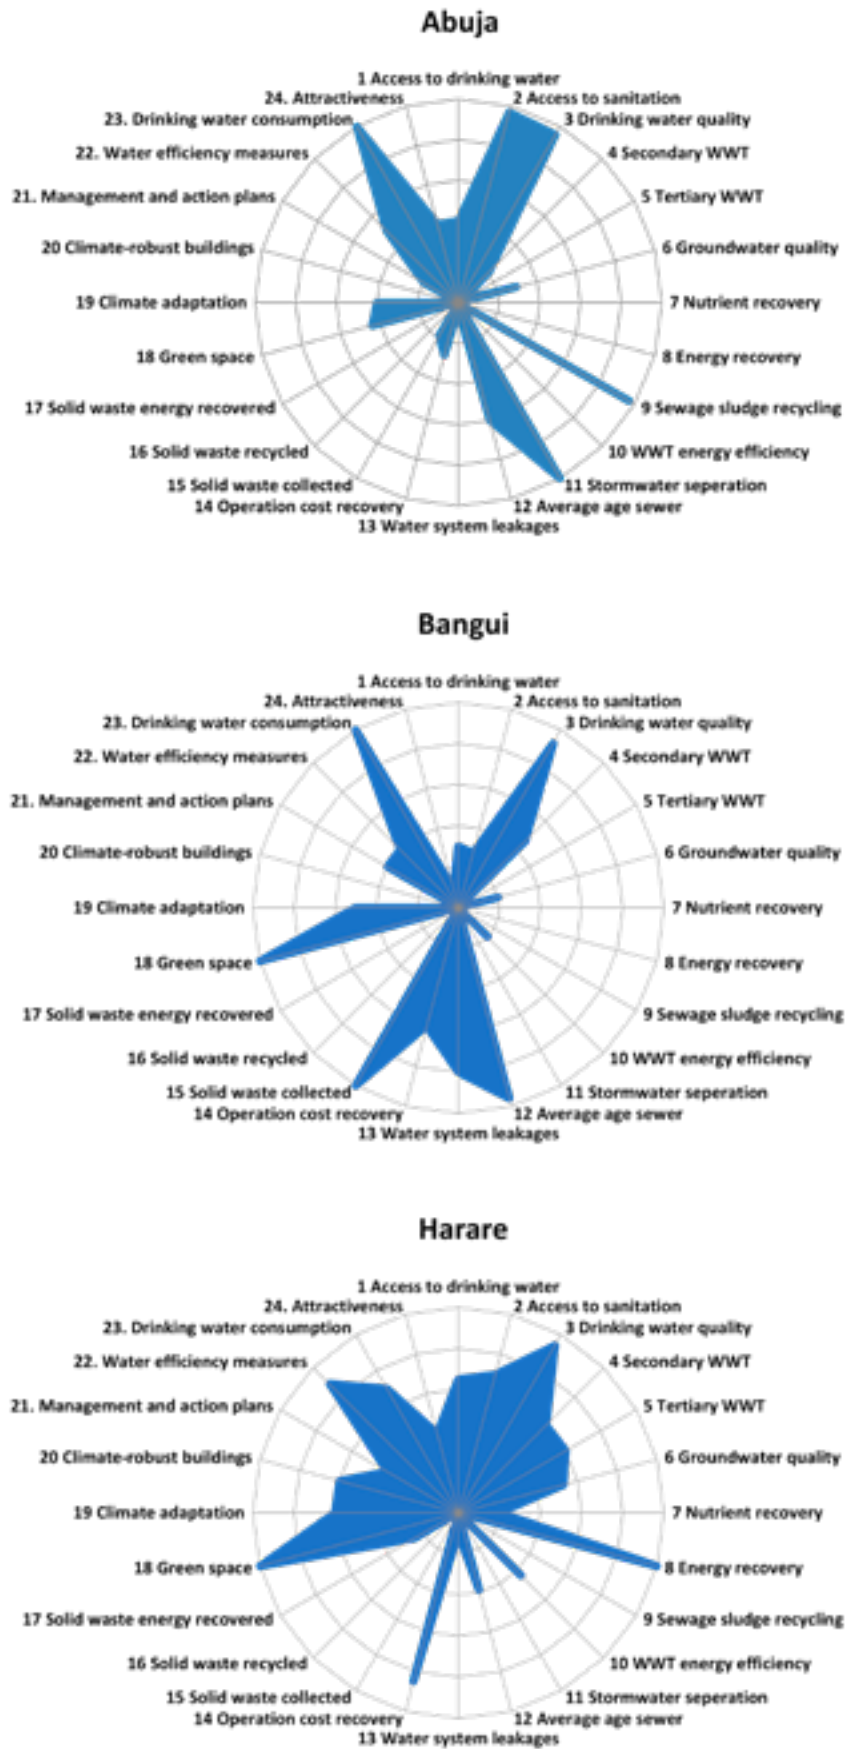 Abuja
1 Access to drinking water
2 Access to sanitation
3 Drinking water quality
4 Secondary WWT
5 Tertiary WWT
6 Groundwater quality
7 Nutrient recovery
8 Energy recovery
9 Sewage sludge recycling
10 WWT energy efficiency
11 Stormwater seperation
12 Average age sewer
13 Water system leakages
14 Operation cost recovery
15 Solid waste collected
16 Solid waste recycled
17 Solid waste energy recovered
18 Green space
19 Climate adaptation
20 Climate-robust buildings
21. Management and action plans
22. Water efficiency measures
23. Drinking water consumption
24. Attractiveness
Bangui
1 Access to drinking water
2 Access to sanitation
3 Drinking water quality
4 Secondary WWT
5 Tertiary WWT
6 Groundwater quality
7 Nutrient recovery
8 Energy recovery
9 Sewage sludge recycling
10 WWT energy efficiency
11 Stormwater seperation
12 Average age sewer
13 Water system leakages
14 Operation cost recovery
15 Solid waste collected
16 Solid waste recycled
17 Solid waste energy recovered
18 Green space
19 Climate adaptation
20 Climate-robust buildings
21. Management and action plans
22. Water efficiency measures
23. Drinking water consumption
24. Attractiveness
Harare
1 Access to drinking water
2 Access to sanitation
3 Drinking water quality
4 Secondary WWT
5 Tertiary WWT
6 Groundwater quality
7 Nutrient recovery
8 Energy recovery
9 Sewage sludge recycling
10 WWT energy efficiency
11 Stormwater seperation
12 Average age sewer
13 Water system leakages
14 Operation cost recovery
15 Solid waste collected
16 Solid waste recycled
17 Solid waste energy recovered
18 Green space
19 Climate adaptation
20 Climate-robust buildings
21. Management and action plans
22. Water efficiency measures
23. Drinking water consumption
24. Attractiveness